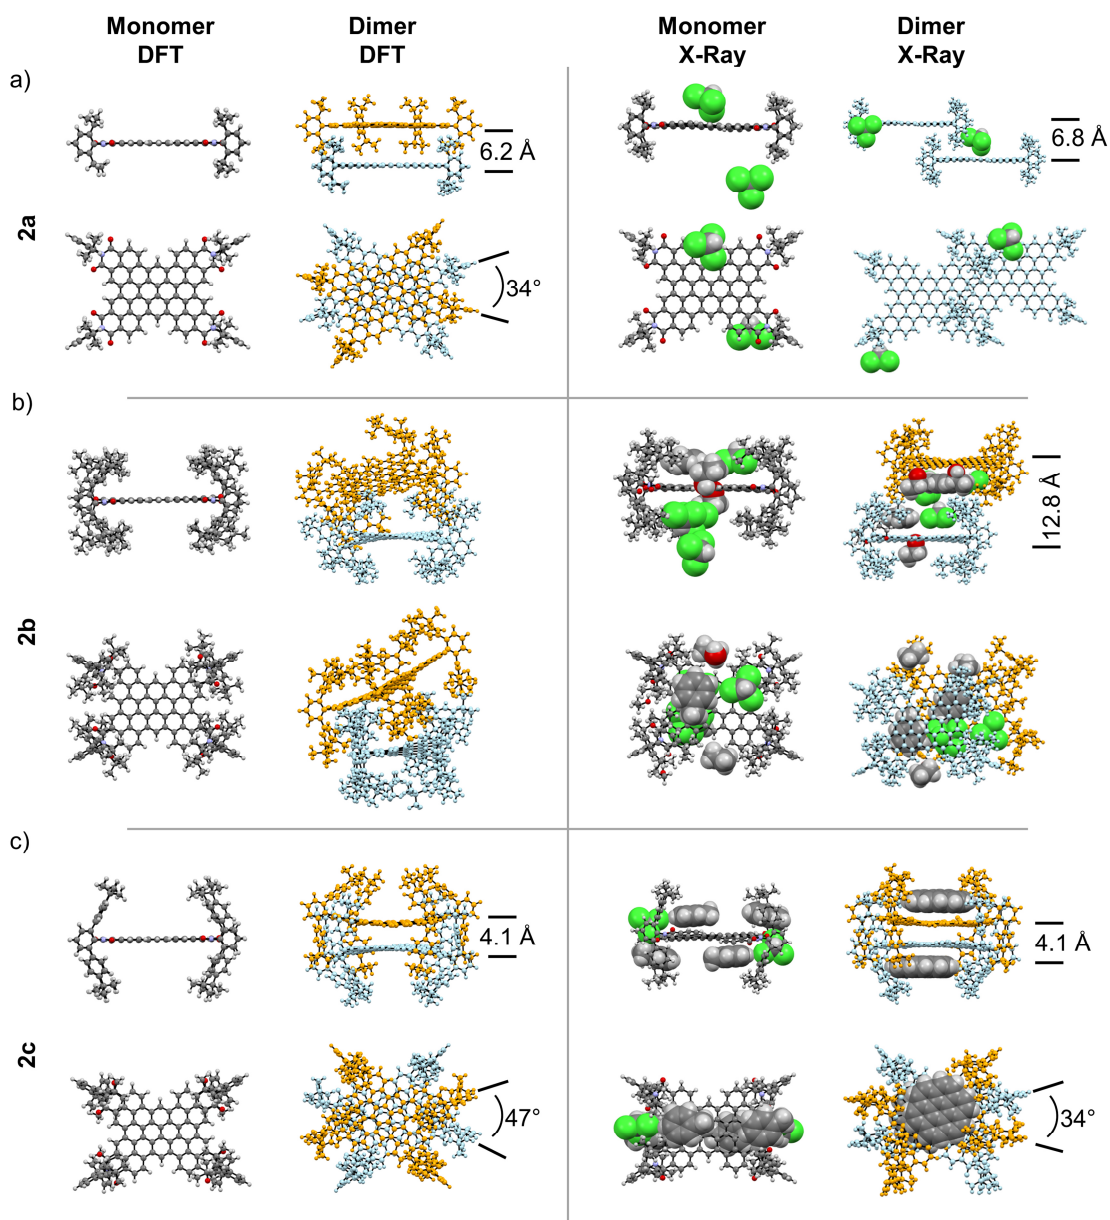 Monomer
DFT
Dimer
DFT
Monomer
X-Ray
Dimer
X-Ray
a)
6.2 Å
6.8 Å
2a
34°
b)
12.8 Å
2b
c)
4.1 Å
4.1 Å
2c
47°
34°